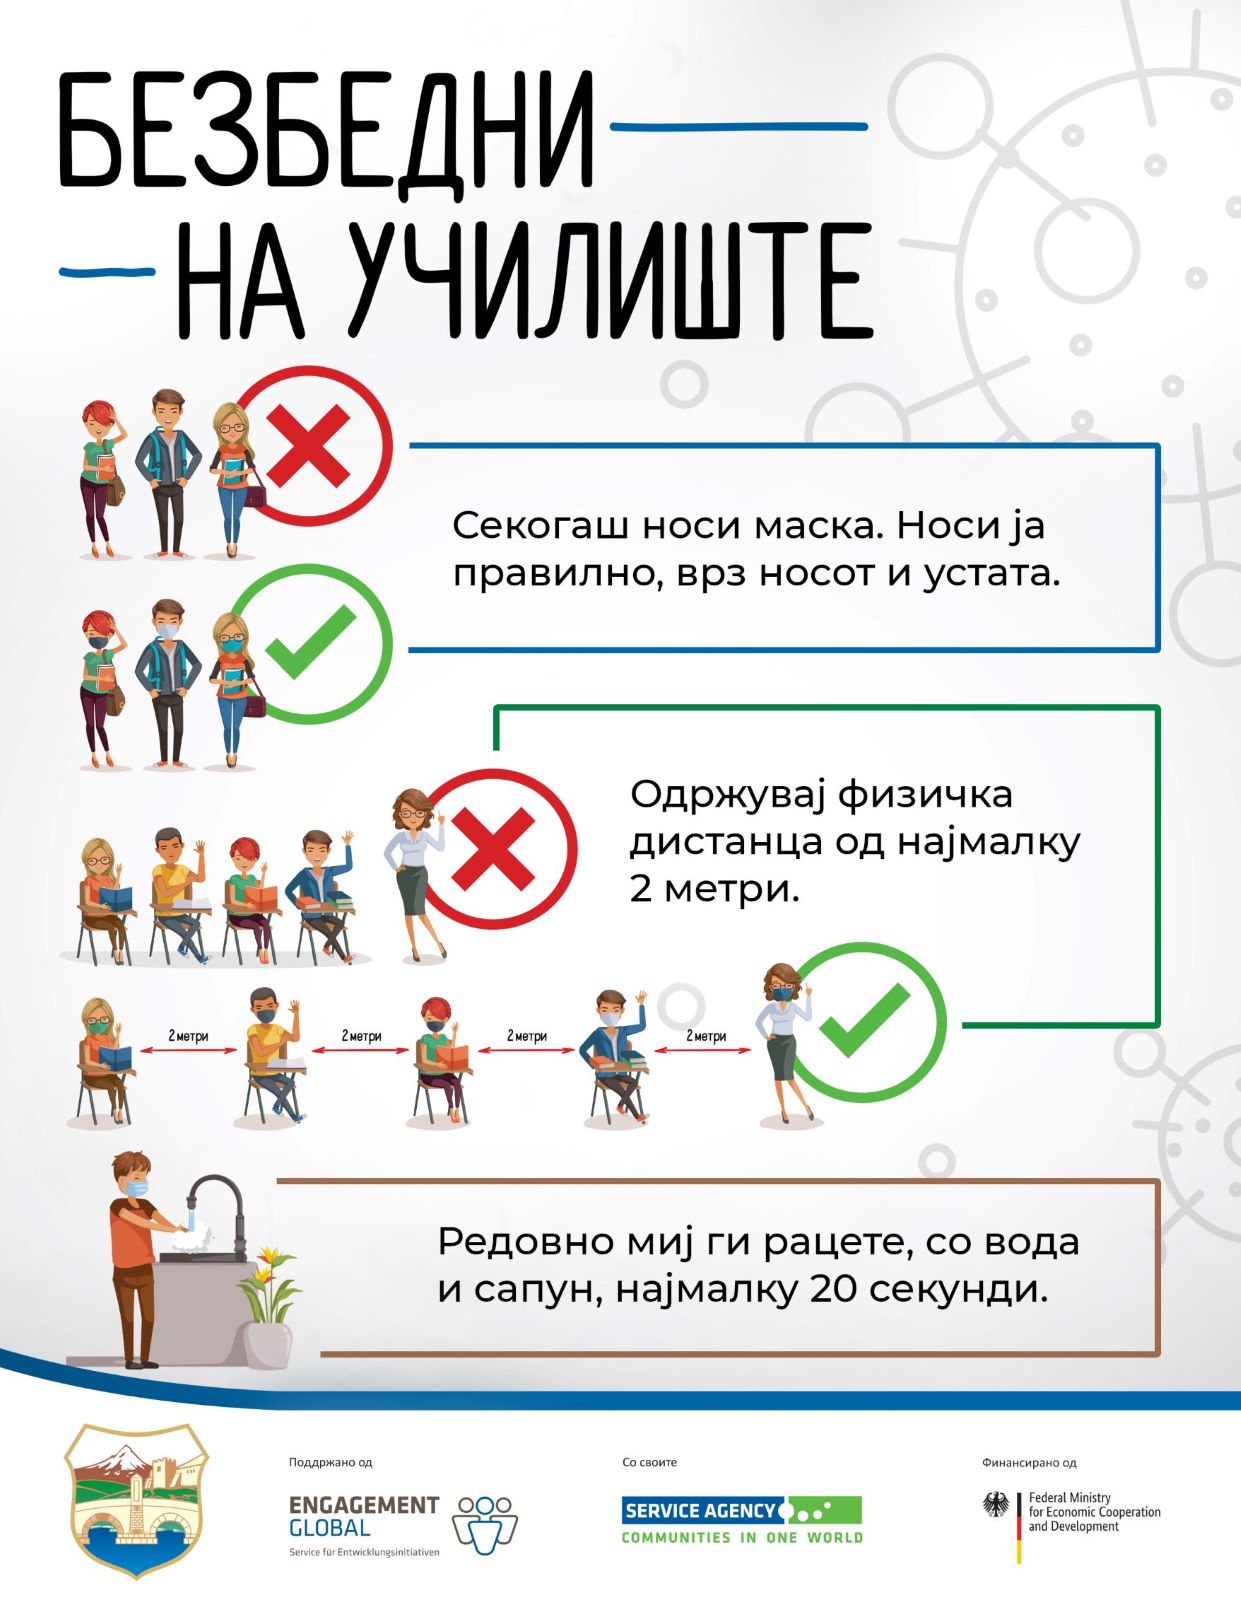 БЕЗБЕДНИ
НА УЧИЛИШТЕ
Секогаш носи маска. Носи ја
правилно, врз носот и устата.
Одржувај физичка
дистанца од најмалку
2 метри.
2 метри 2 метри 2 метри 2 метри
Редовно миј ги рацете, со вода
и сапун, најмалку 20 секунди.
Поддржано од
ENGAGEMENT
GLOBAL
Service für Entwicklungsinitiativen
Со своите
SERVICE AGENCY
COMMUNITIES IN ONE WORLD
Финансирано од
Federal Ministry
for Economic Cooperation
and Development